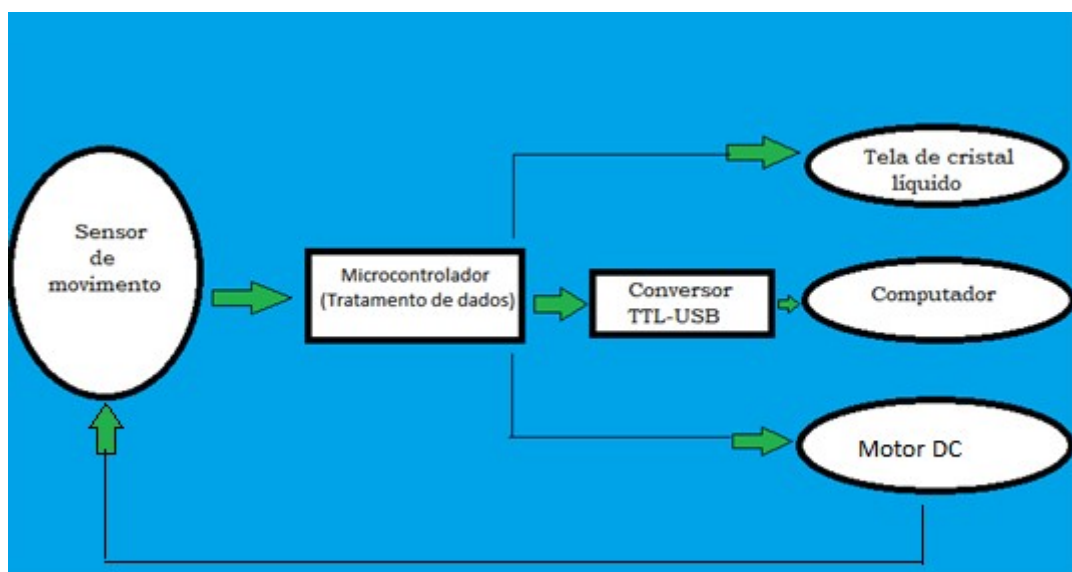 Sensor
de
movimento
Microcontrolador
(Tratamento de dados)
Conversor
TTL-USB
Tela de cristal
líquido
Computador
Motor DC